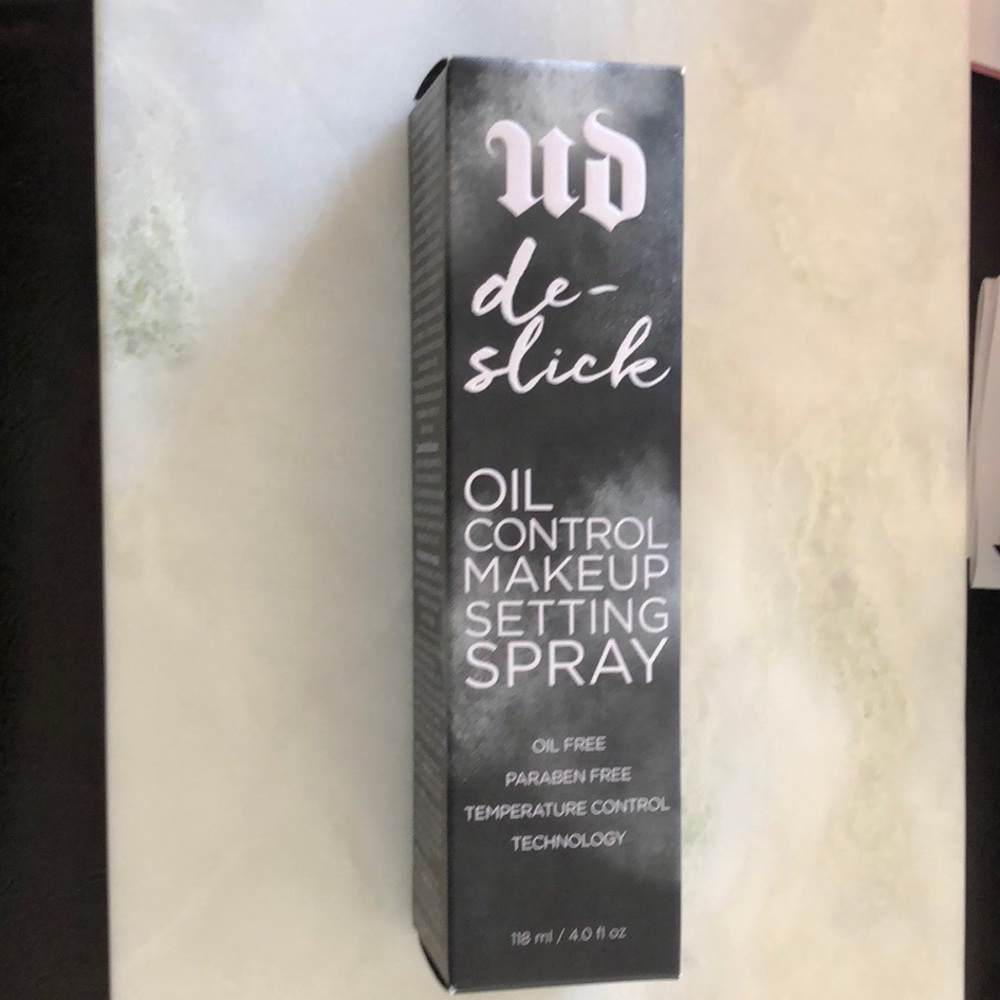 ud
de-
slick
OIL
CONTROL
MAKEUP
SETTING
SPRAY
OIL FREE
PARABEN FREE
TEMPERATURE CONTROL
TECHNOLOGY
118 ml / 4.0 fl oz